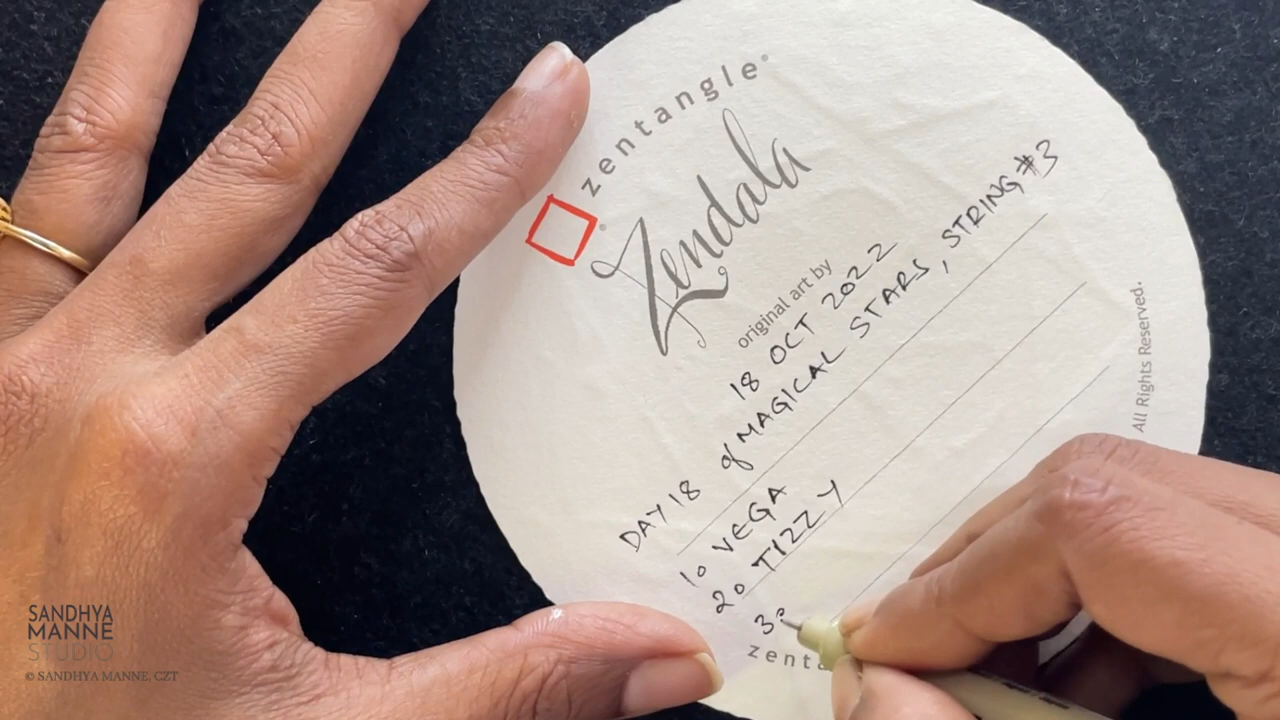 zentangle®
Zendala
original art by
18 OCT 2022
DAY 18 of MAGICAL STARS, STRING #3
1° VEGA
2° TIZZY
3°
zenta
All Rights Reserved.
SANDHYA
MANNE
STUDIO
© SANDHYA MANNE, CZT